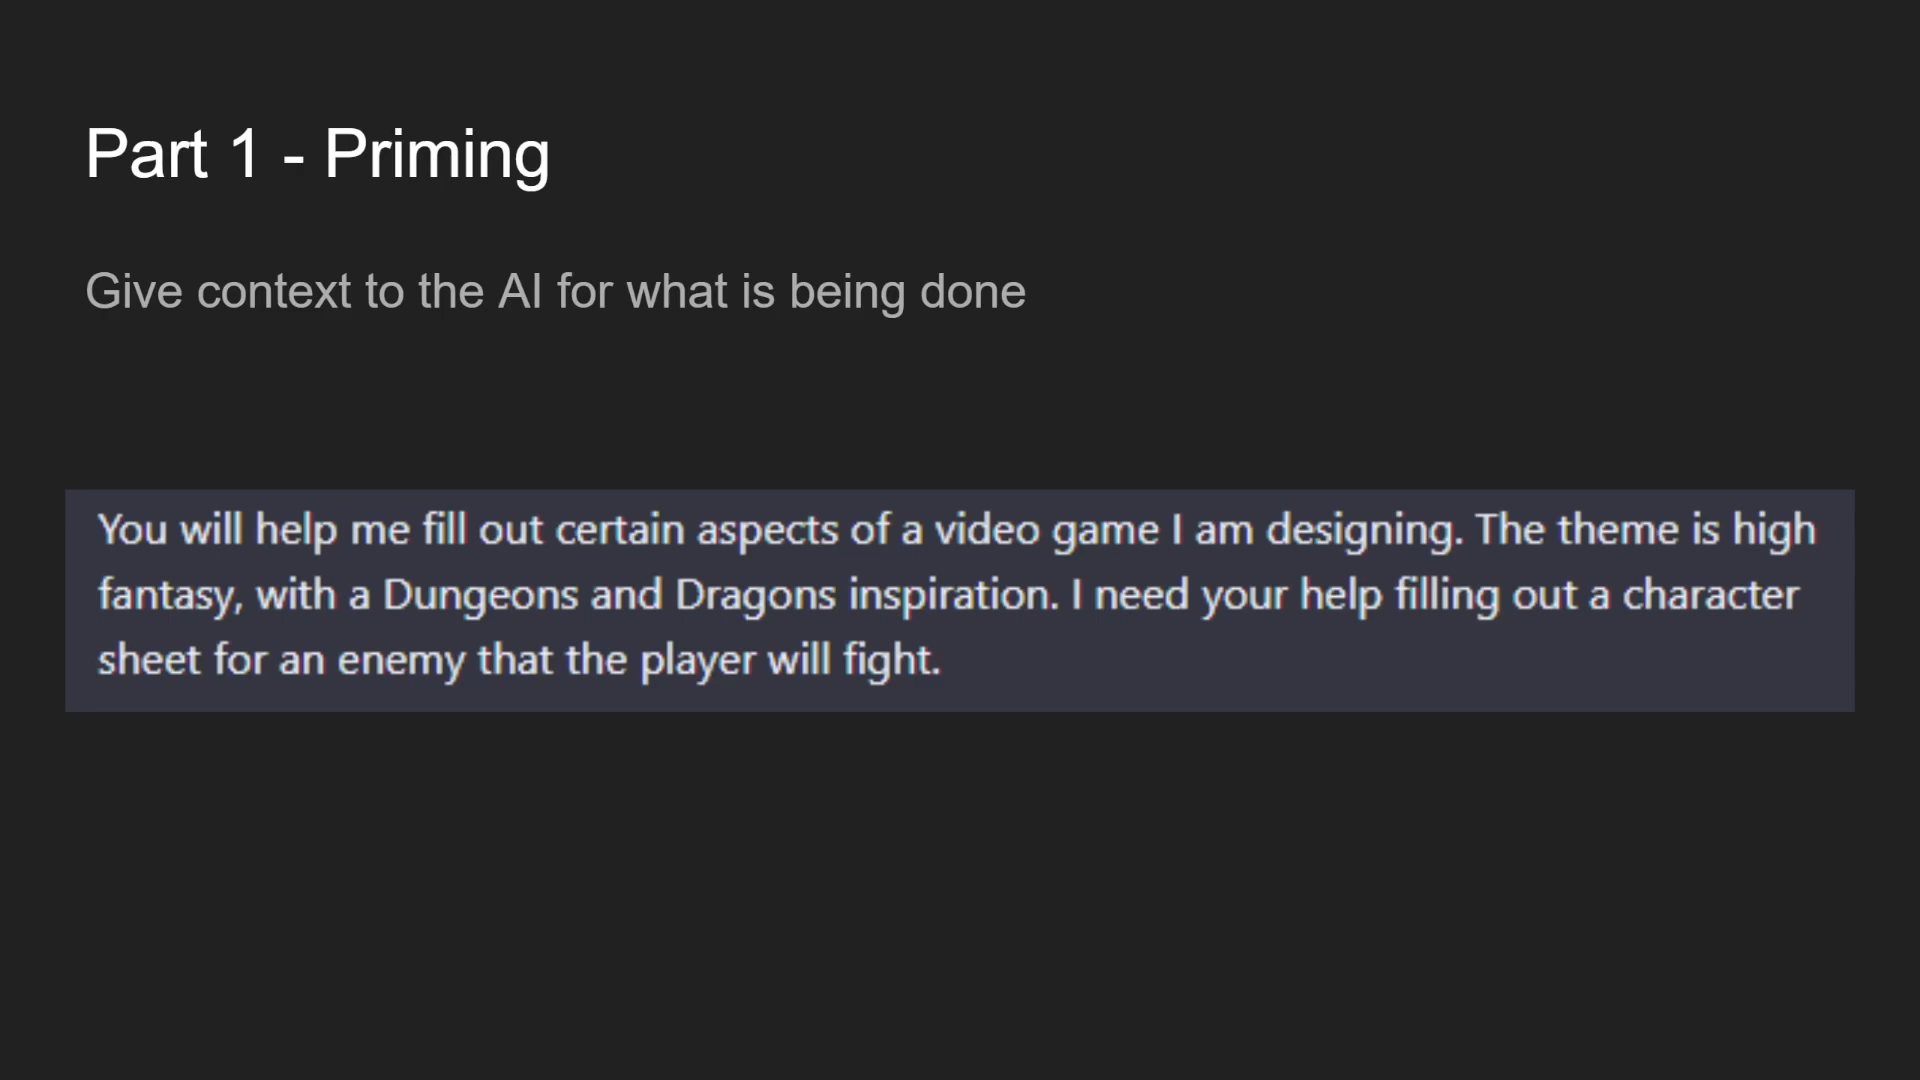 Part 1 - Priming
Give context to the AI for what is being done
You will help me fill out certain aspects of a video game I am designing. The theme is high
fantasy, with a Dungeons and Dragons inspiration. I need your help filling out a character
sheet for an enemy that the player will fight.